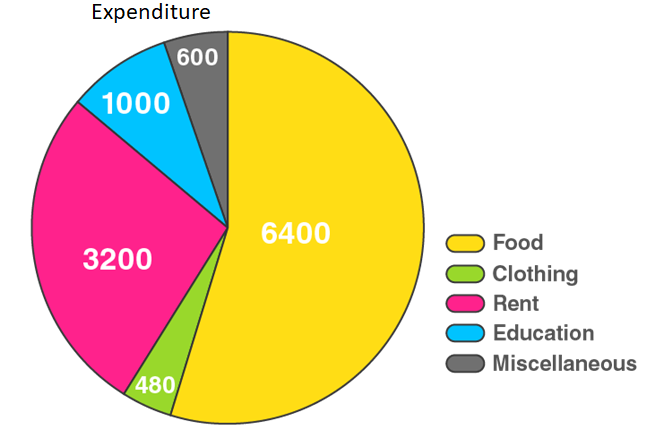 Expenditure
600
1000
6400
3200
480
Food
Clothing
Rent
Education
Miscellaneous